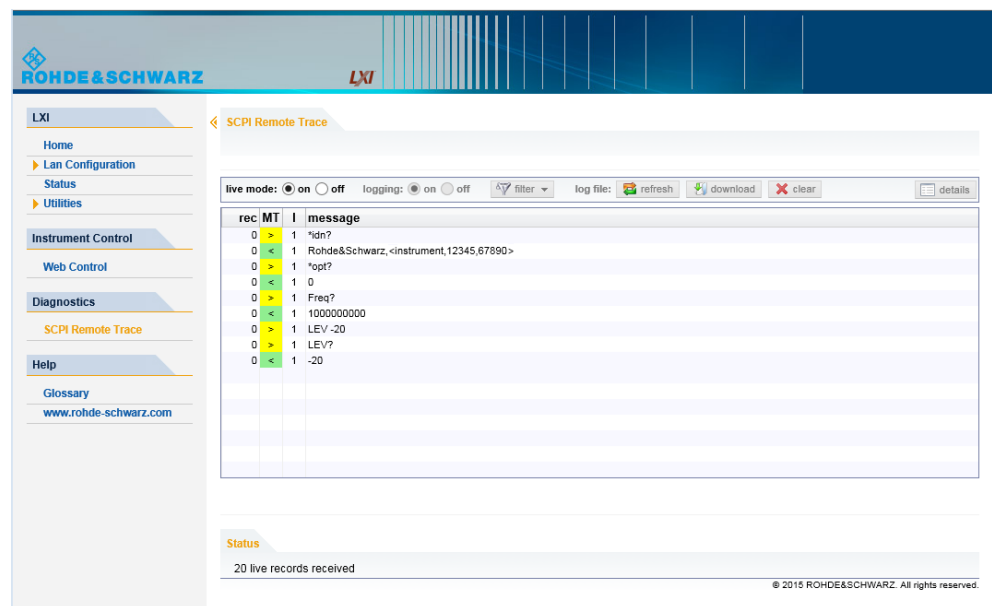 ROHDE&SCHWARZ
LXI
LXI
Home
Lan Configuration
Status
Utilities
Instrument Control
Web Control
Diagnostics
SCPI Remote Trace
Help
Glossary
www.rohde-schwarz.com
SCPI Remote Trace
live mode: on off logging: on off filter log file: refresh download clear details
rec MT I message
0 > 1 *idn?
0 < 1 Rohde&Schwarz,<instrument,12345,67890>
0 > 1 *opt?
0 < 1 0
0 > 1 Freq?
0 < 1 1000000000
0 > 1 LEV -20
0 > 1 LEV?
0 < 1 -20
Status
20 live records received
© 2015 ROHDE&SCHWARZ. All rights reserved.